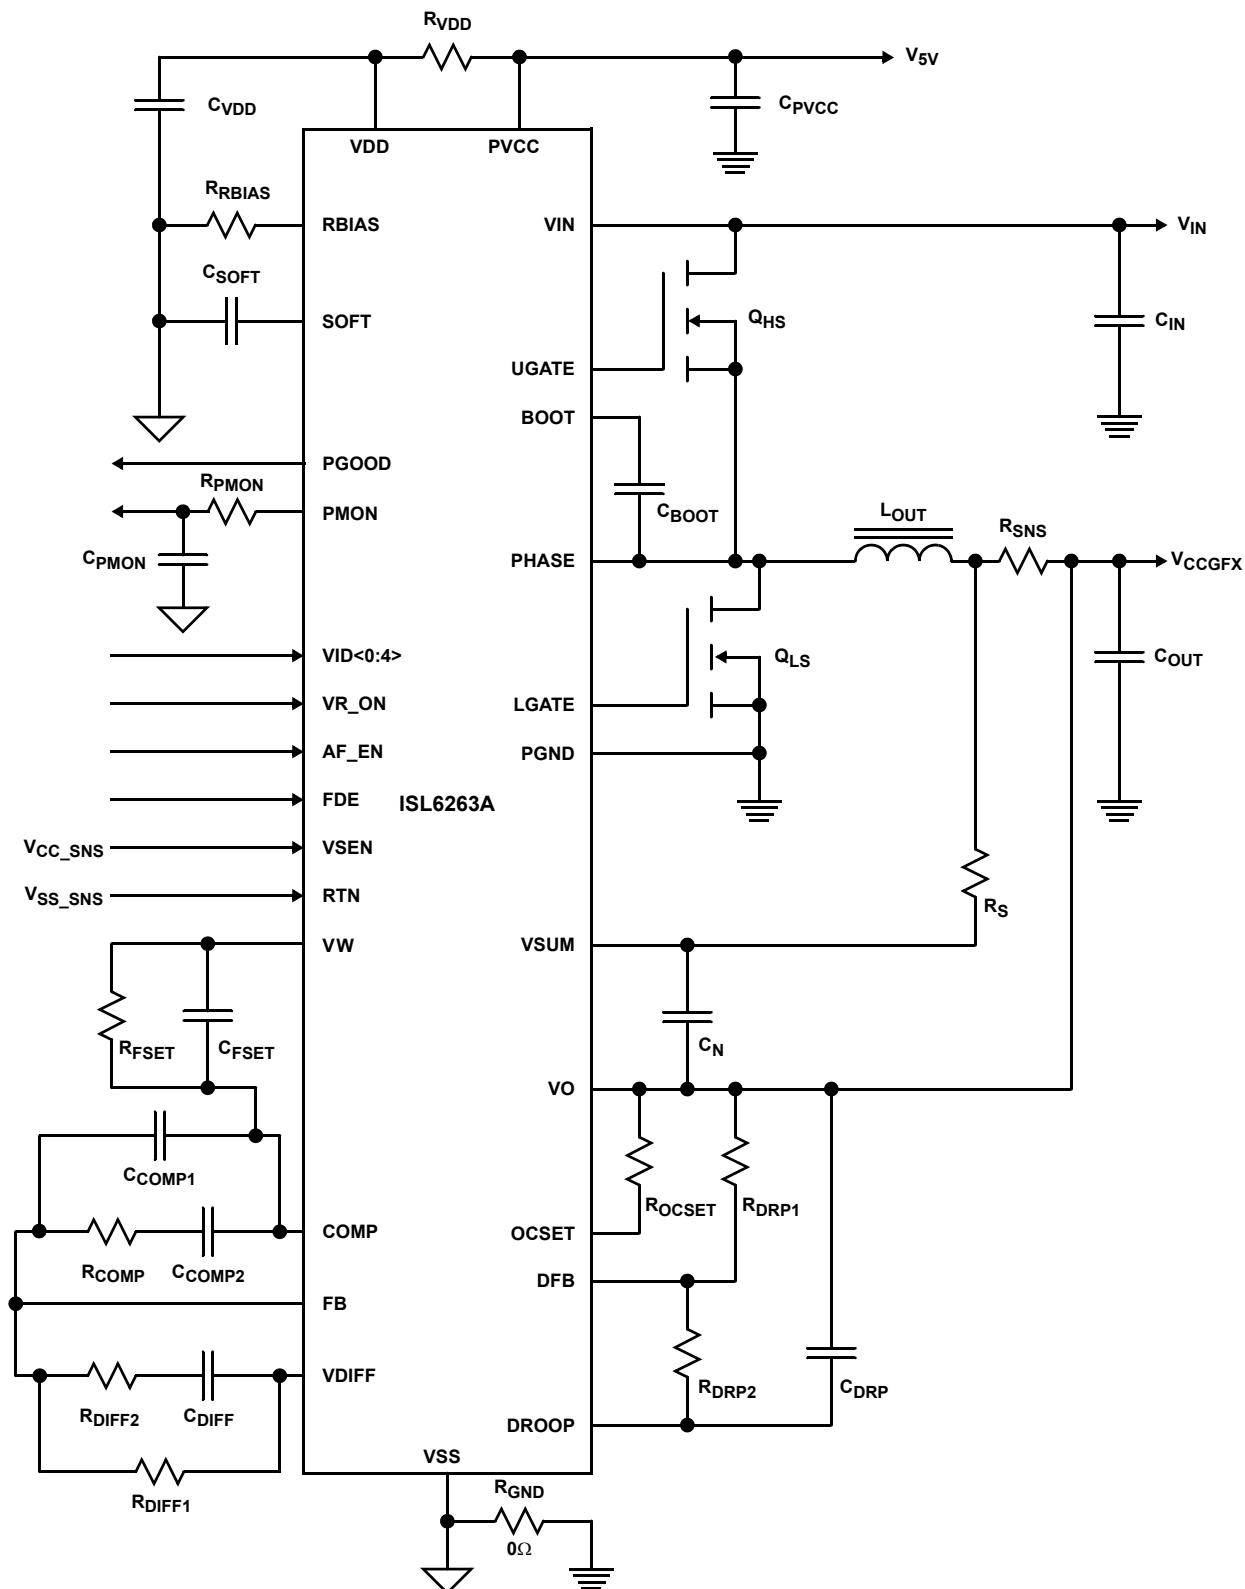 RVDD
V5V
CVDD
CPVCC
VDD
PVCC
RRBIAS
RBIAS
VIN
VIN
CSOFT
SOFT
QHS
CIN
UGATE
BOOT
PGOOD
RPMON
PMON
CBOOT
LOUT
RSNS
CPMON
PHASE
VCCGFX
VID<0:4>
QLS
COUT
VR_ON
LGATE
AF_EN
PGND
FDE
ISL6263A
VCC_SNS
VSEN
VSS_SNS
RTN
RS
VW
VSUM
RFSET
CFSET
CN
VO
CCOMP1
ROCSET
RDRP1
COMP
OCSET
RCOMP
CCOMP2
DFB
FB
VDIFF
RDRP2
CDRP
RDIFF2
CDIFF
DROOP
VSS
RDIFF1
RGND
0Ω